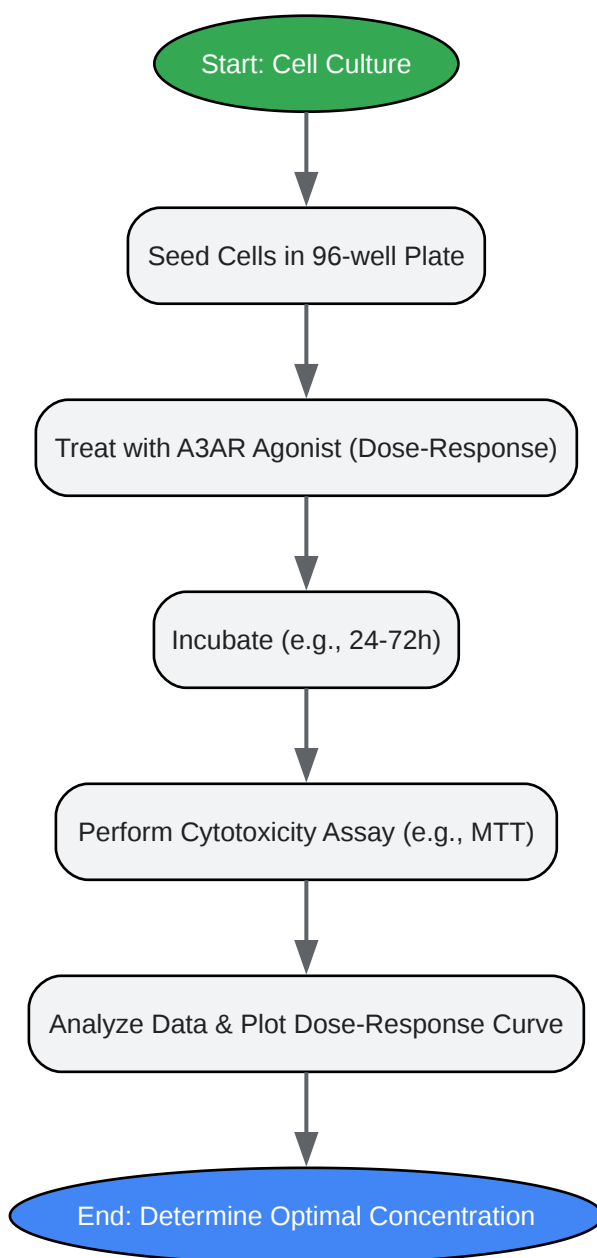 Start: Cell Culture
Seed Cells in 96-well Plate
Treat with A3AR Agonist (Dose-Response)
Incubate (e.g., 24-72h)
Perform Cytotoxicity Assay (e.g., MTT)
Analyze Data & Plot Dose-Response Curve
End: Determine Optimal Concentration